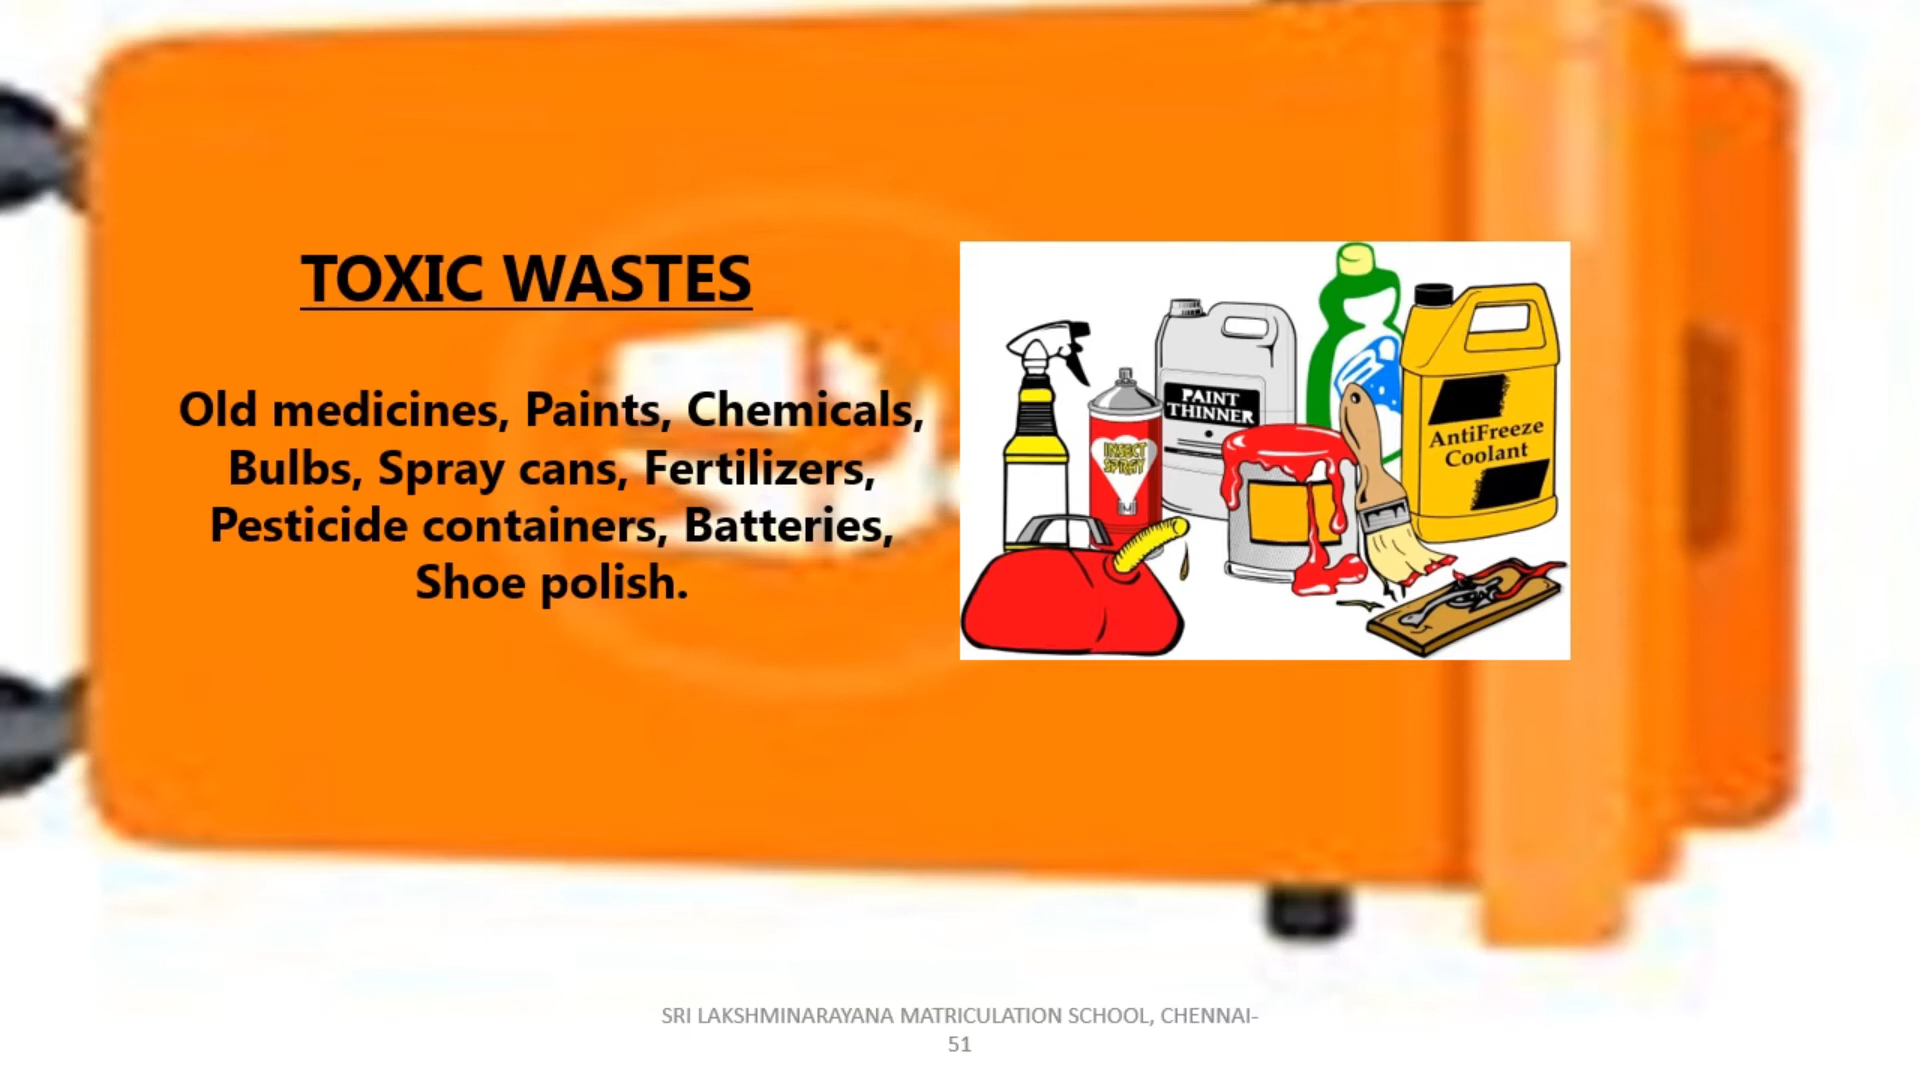 TOXIC WASTES
Old medicines, Paints, Chemicals,
Bulbs, Spray cans, Fertilizers,
Pesticide containers, Batteries,
Shoe polish.
PAINT
THINNER
INSECT
SPRAY
AntiFreeze
Coolant
SRI LAKSHMINARAYANA MATRICULATION SCHOOL, CHENNAI-
51